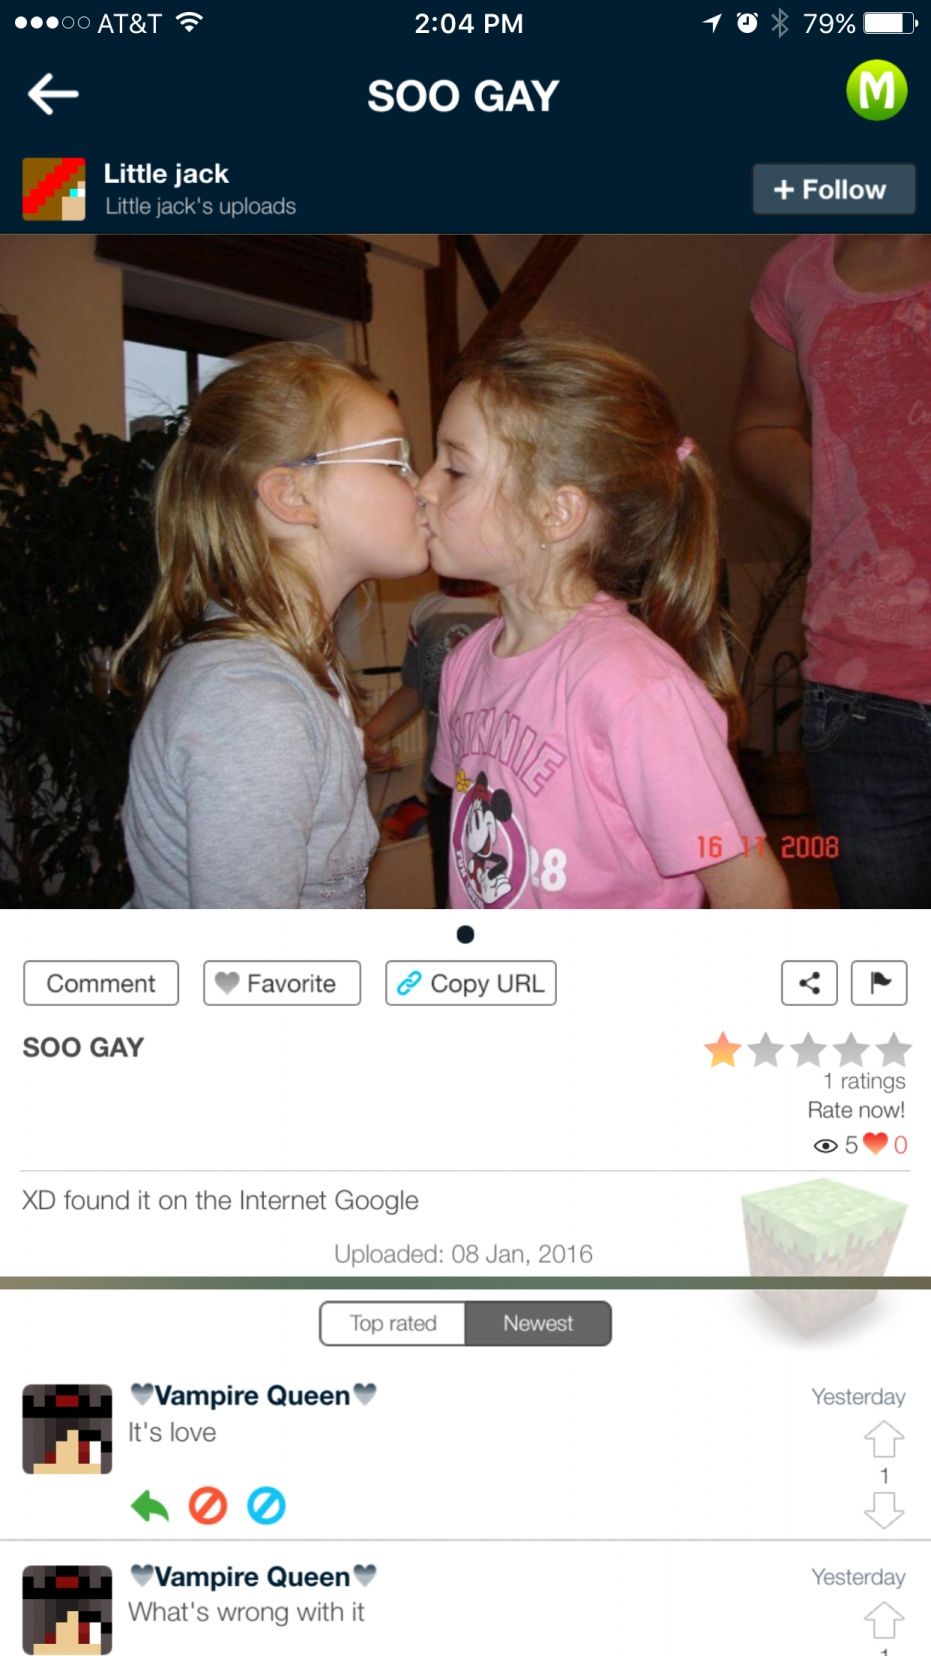 AT&T 2:04 PM 79%
SOO GAY
M
Little jack
Little jack's uploads
+ Follow
MINNIE
28
16 11 2008
Comment Favorite Copy URL
SOO GAY
1 ratings
Rate now!
5 0
XD found it on the Internet Google
Uploaded: 08 Jan, 2016
Top rated Newest
Vampire Queen
Yesterday
It's love
1
Vampire Queen
Yesterday
What's wrong with it